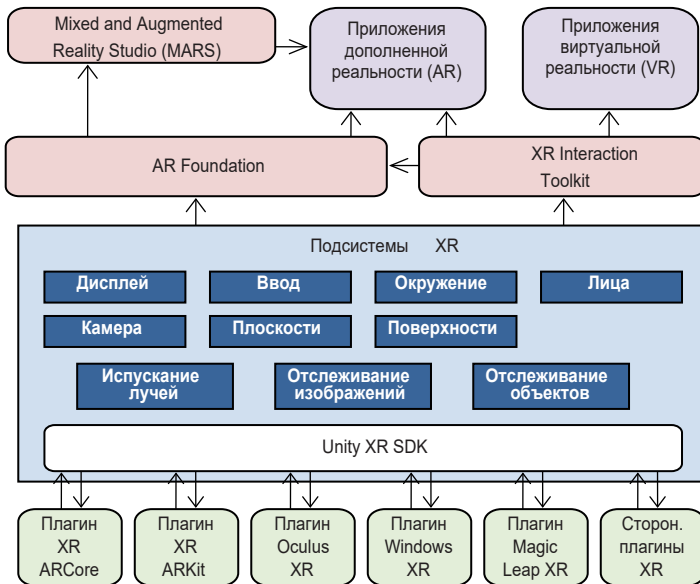 Mixed and Augmented
Reality Studio (MARS)
Приложения
дополненной
реальности (AR)
Приложения
виртуальной
реальности (VR)
AR Foundation
XR Interaction
Toolkit
Подсистемы XR
Дисплей
Ввод
Окружение
Лица
Камера
Плоскости
Поверхности
Испускание
лучей
Отслеживание
изображений
Отслеживание
объектов
Unity XR SDK
Плагин
XR
ARCore
Плагин
XR
ARKit
Плагин
Oculus
XR
Плагин
Windows
XR
Плагин
Magic
Leap XR
Сторон.
плагины
XR